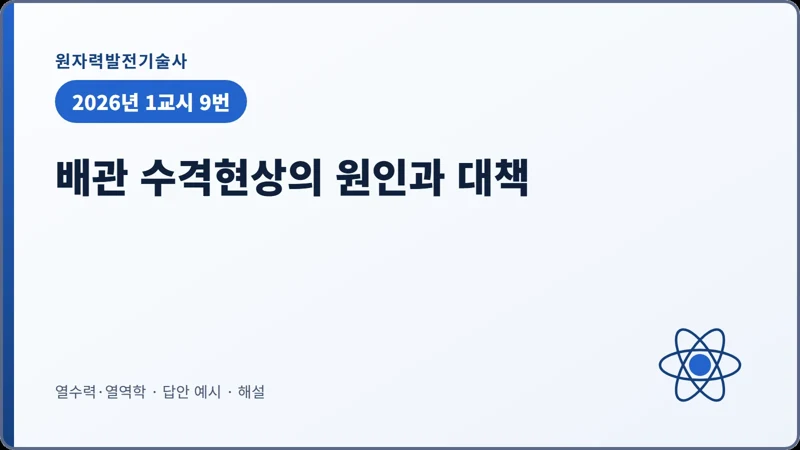 원자력발전기술사
2026년 1교시 9번
배관 수격현상의 원인과 대책
열수력·열역학 · 답안 예시 · 해설